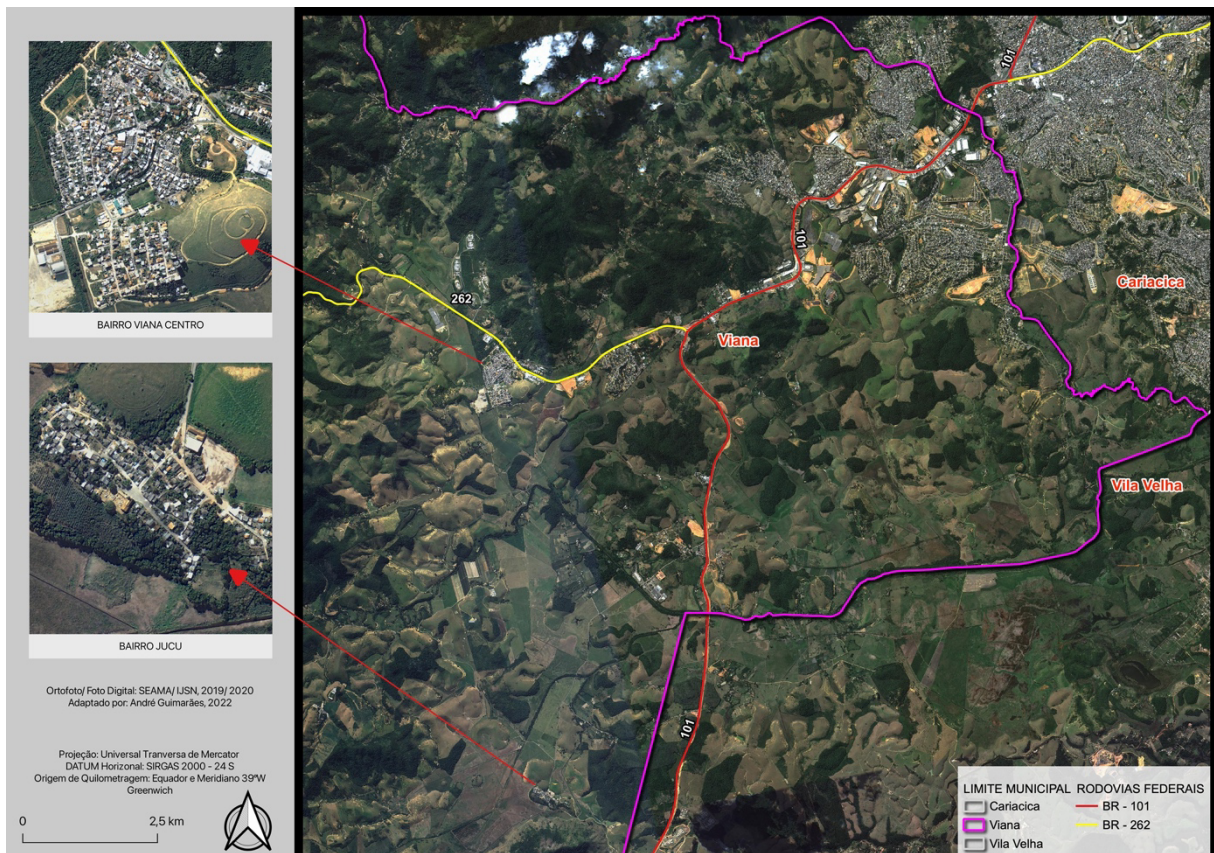 BAIRRO VIANA CENTRO
BAIRRO JUCU
Ortofoto/ Foto Digital: SEAMA/ IJSN, 2019/ 2020
Adaptado por: André Guimarães, 2022
Projeção: Universal Tranversa de Mercator
DATUM Horizonal: SIRGAS 2000 - 24 S
Origem de Quilometragem: Equador e Meridiano 39ºW
Greenwich
0 2,5 km
101
101
262
Cariacica
Viana
Vila Velha
101
LIMITE MUNICIPAL RODOVIAS FEDERAIS
Cariacica BR - 101
Viana BR - 262
Vila Velha